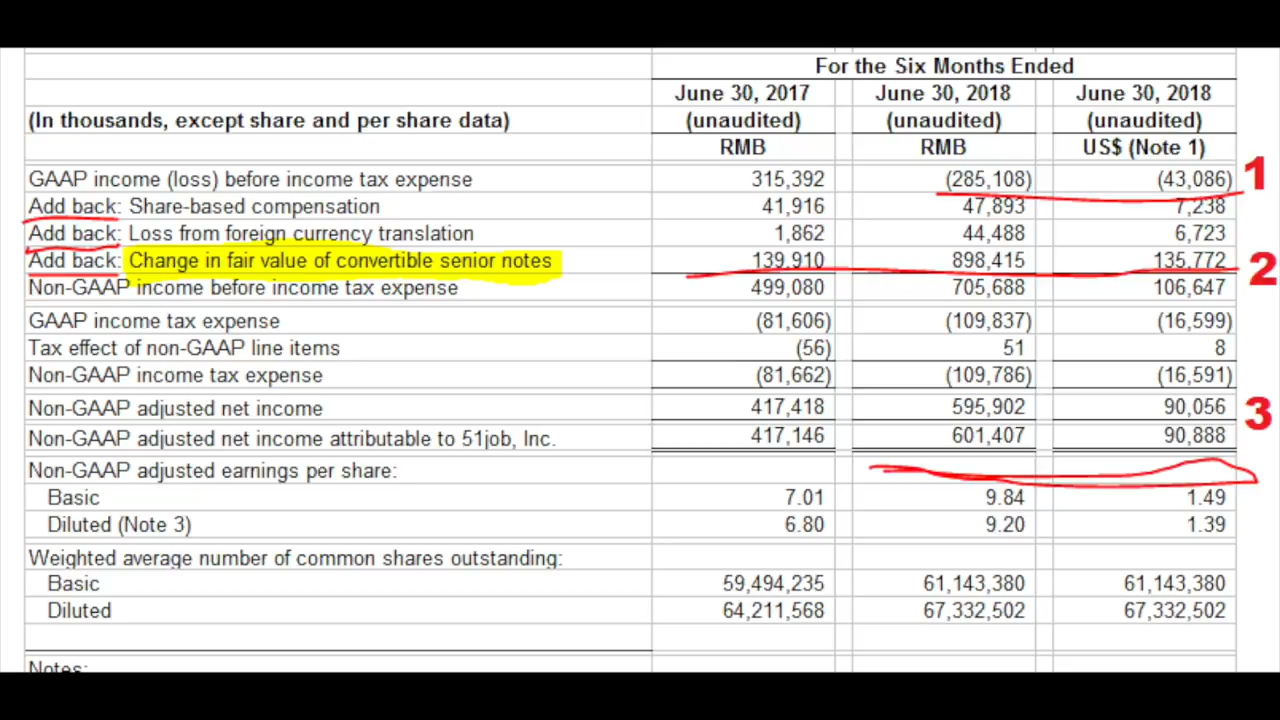 For the Six Months Ended
June 30, 2017 June 30, 2018 June 30, 2018
(In thousands, except share and per share data) (unaudited) (unaudited) (unaudited)
RMB RMB US$ (Note 1)
GAAP income (loss) before income tax expense 315,392 (285,108) (43,086) 1
Add back: Share-based compensation 41,916 47,893 7,238
Add back: Loss from foreign currency translation 1,862 44,488 6,723
Add back: Change in fair value of convertible senior notes 139,910 898,415 135,772 2
Non-GAAP income before income tax expense 499,080 705,688 106,647
GAAP income tax expense (81,606) (109,837) (16,599)
Tax effect of non-GAAP line items (56) 51 8
Non-GAAP income tax expense (81,662) (109,786) (16,591)
Non-GAAP adjusted net income 417,418 595,902 90,056 3
Non-GAAP adjusted net income attributable to 51job, Inc. 417,146 601,407 90,888
Non-GAAP adjusted earnings per share:
Basic 7.01 9.84 1.49
Diluted (Note 3) 6.80 9.20 1.39
Weighted average number of common shares outstanding:
Basic 59,494,235 61,143,380 61,143,380
Diluted 64,211,568 67,332,502 67,332,502
Notes: